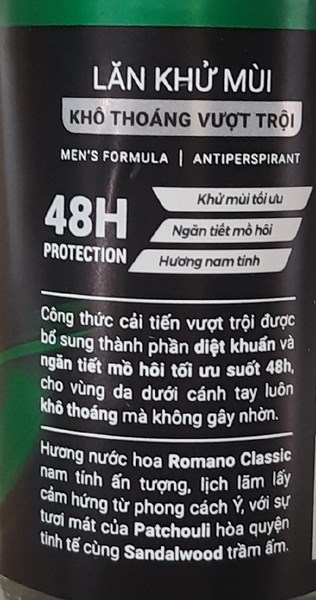 LĂN KHỬ MÙI
KHÔ THOÁNG VƯỢT TRỘI
MEN'S FORMULA | ANTIPERSPIRANT
48H
PROTECTION
Khử mùi tối ưu
Ngăn tiết mồ hôi
Hương nam tính
Công thức cải tiến vượt trội được
bổ sung thành phần diệt khuẩn và
ngăn tiết mồ hôi tối ưu suốt 48h,
cho vùng da dưới cánh tay luôn
khô thoáng mà không gây nhờn.
Hương nước hoa Romano Classic
nam tính ấn tượng, lịch lãm lấy
cảm hứng từ phong cách Ý, với sự
tươi mát của Patchouli hòa quyện
tinh tế cùng Sandalwood trầm ấm.